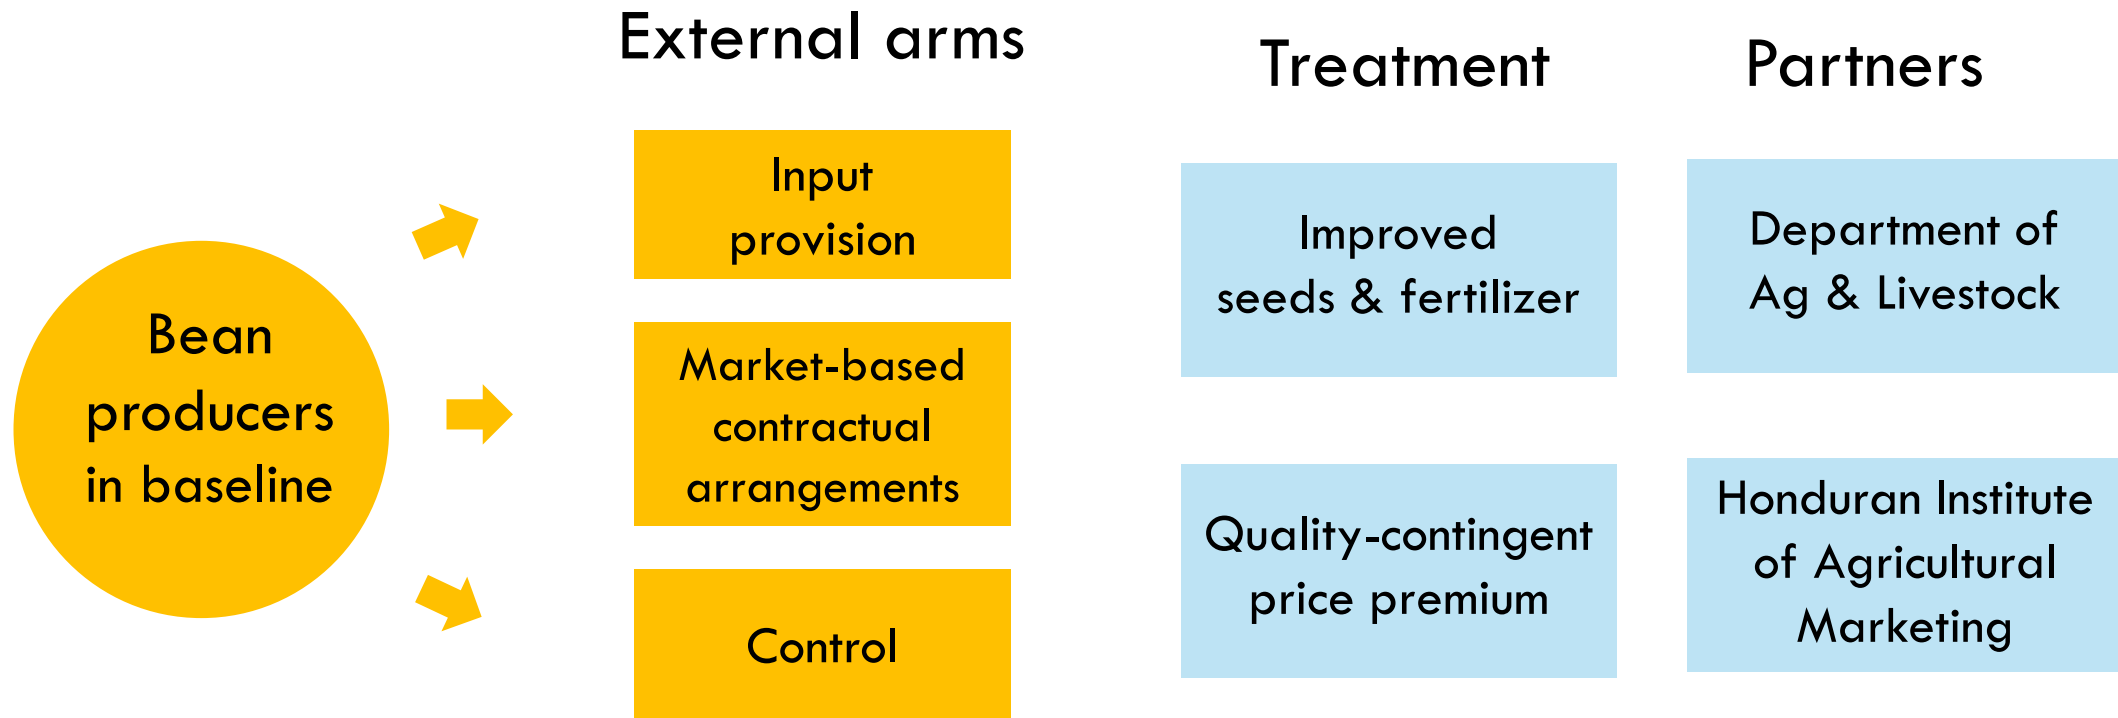 External arms
Treatment
Partners
Bean
producers
in baseline
Input
provision
Market-based
contractual
arrangements
Control
Improved
seeds & fertilizer
Quality-contingent
price premium
Department of
Ag & Livestock
Honduran Institute
of Agricultural
Marketing